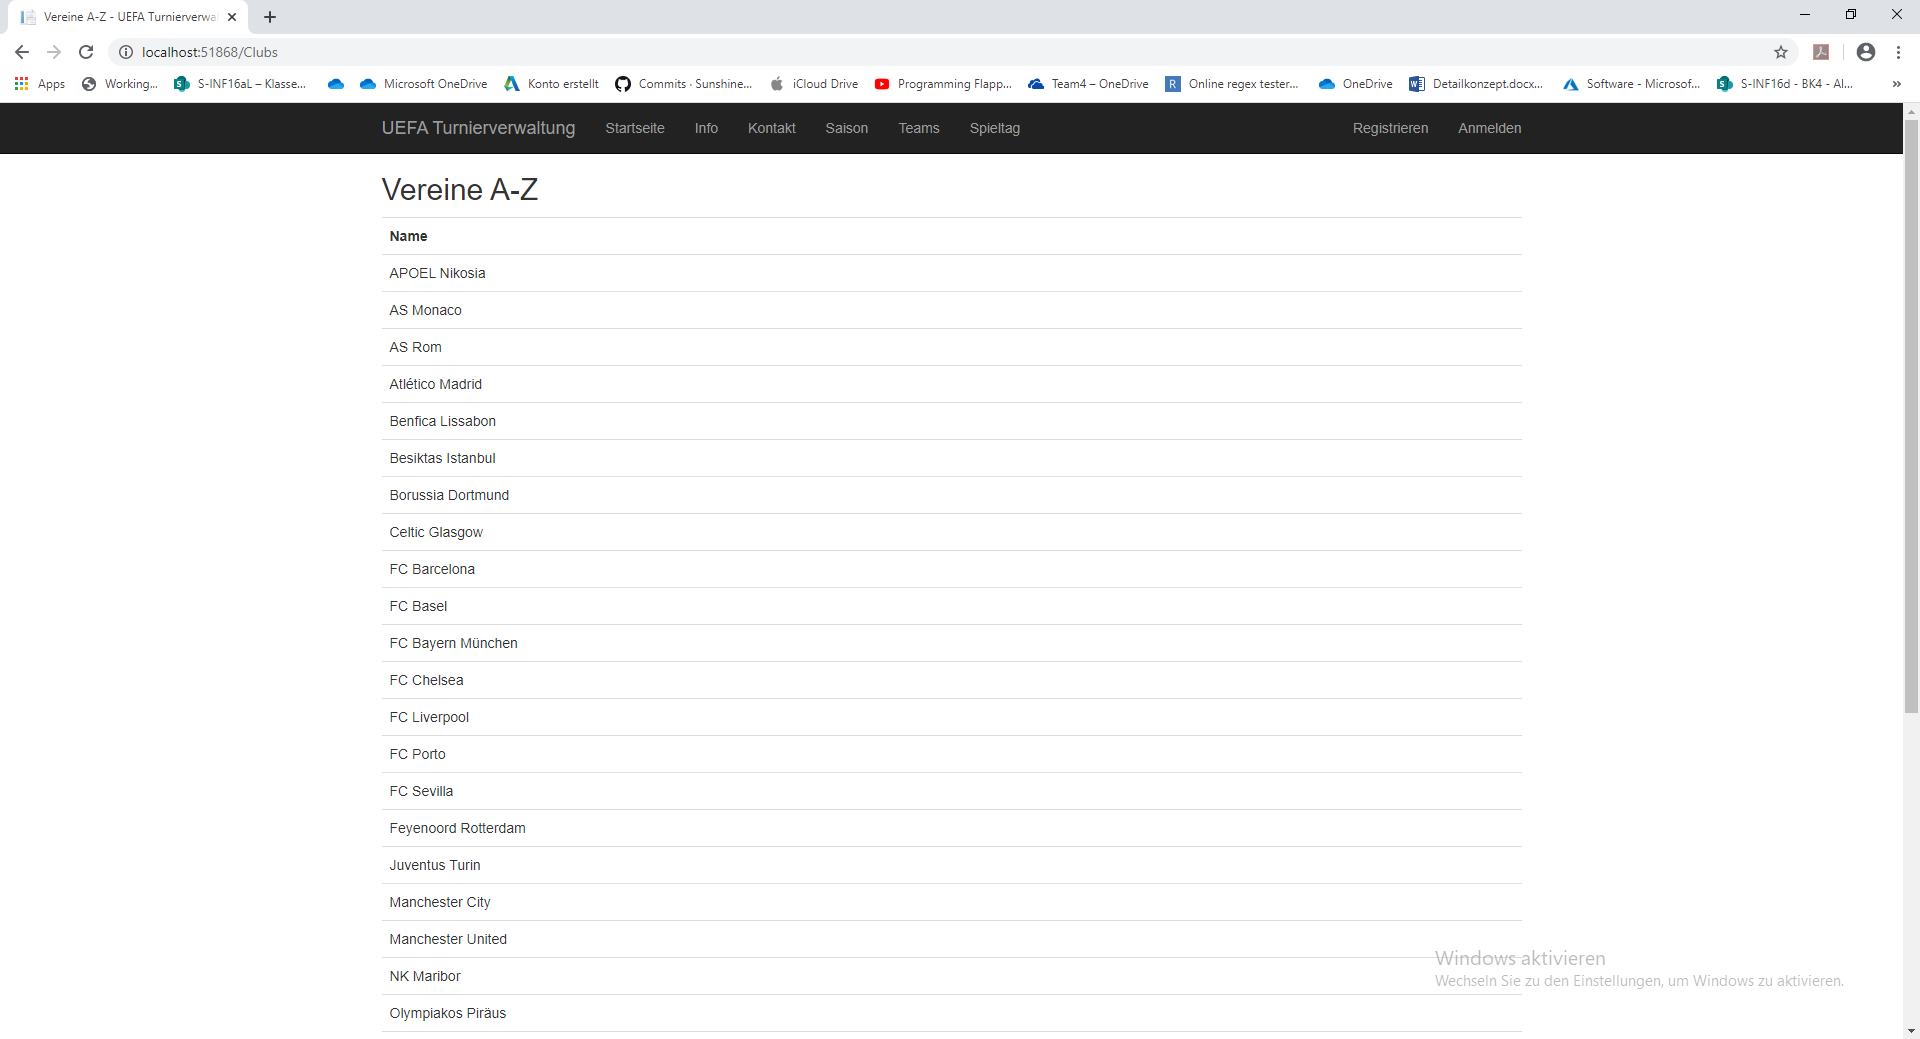 Vereine A-Z - UEFA Turnierverwa
localhost:51868/Clubs
Apps Working... S-INF16aL – Klasse... Microsoft OneDrive Konto erstellt Commits · Sunshine... iCloud Drive Programming Flapp... Team4 – OneDrive Online regex tester... OneDrive Detailkonzept.docx... Software - Microsof... S-INF16d - BK4 - Al... »
UEFA Turnierverwaltung Startseite Info Kontakt Saison Teams Spieltag Registrieren Anmelden
Vereine A-Z
Name
APOEL Nikosia
AS Monaco
AS Rom
Atlético Madrid
Benfica Lissabon
Besiktas Istanbul
Borussia Dortmund
Celtic Glasgow
FC Barcelona
FC Basel
FC Bayern München
FC Chelsea
FC Liverpool
FC Porto
FC Sevilla
Feyenoord Rotterdam
Juventus Turin
Manchester City
Manchester United
NK Maribor
Olympiakos Piräus
Windows aktivieren
Wechseln Sie zu den Einstellungen, um Windows zu aktivieren.